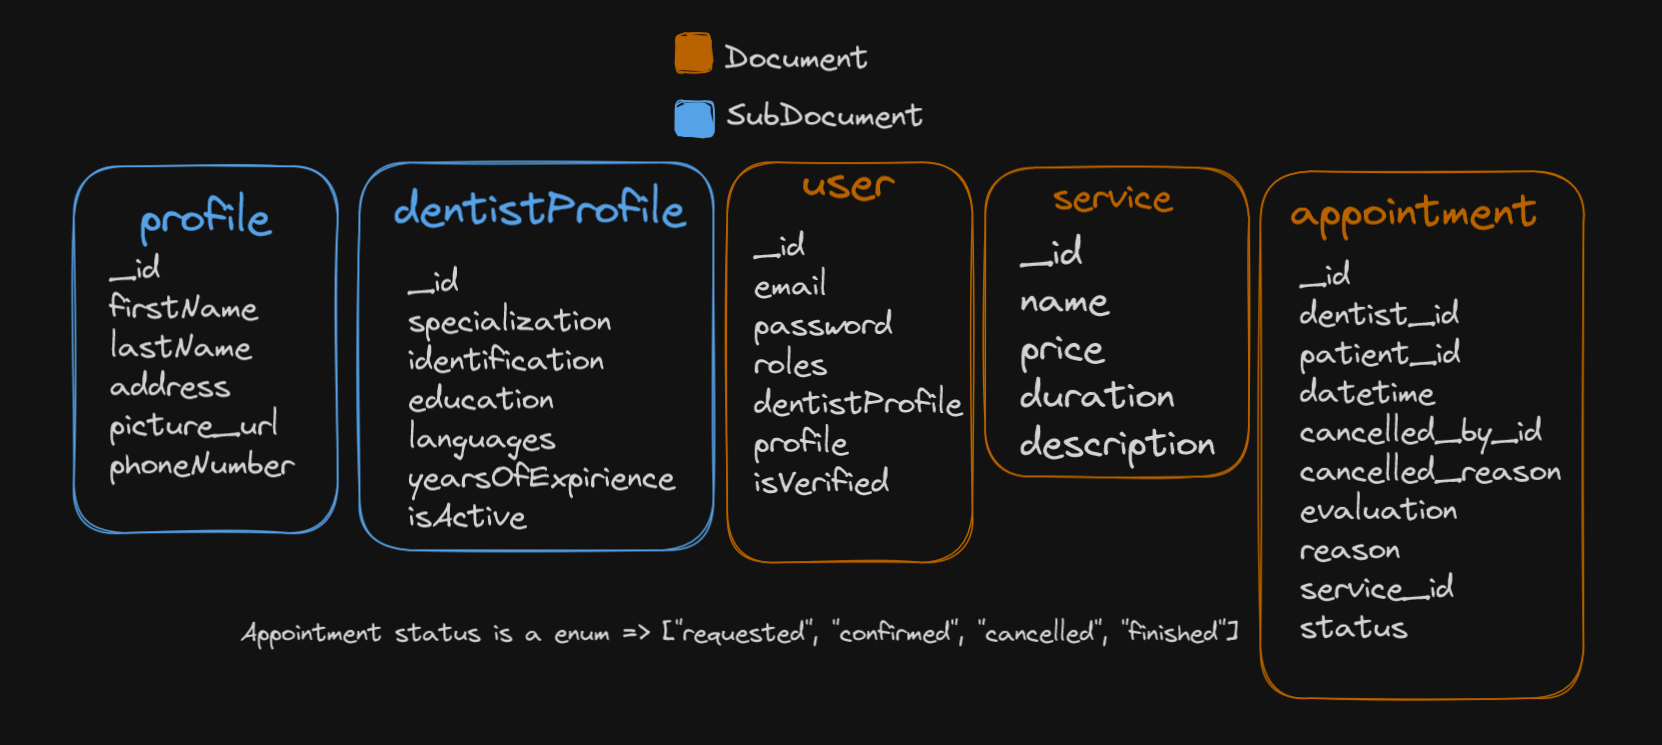 Document
SubDocument
profile
_id
firstName
lastName
address
picture_url
phoneNumber
dentistProfile
_id
specialization
identification
education
languages
yearsOfExpirience
isActive
user
_id
email
password
roles
dentistProfile
profile
isVerified
service
_id
name
price
duration
description
appointment
_id
dentist_id
patient_id
datetime
cancelled_by_id
cancelled_reason
evaluation
reason
service_id
status
Appointment status is a enum => ["requested", "confirmed", "cancelled", "finished"]